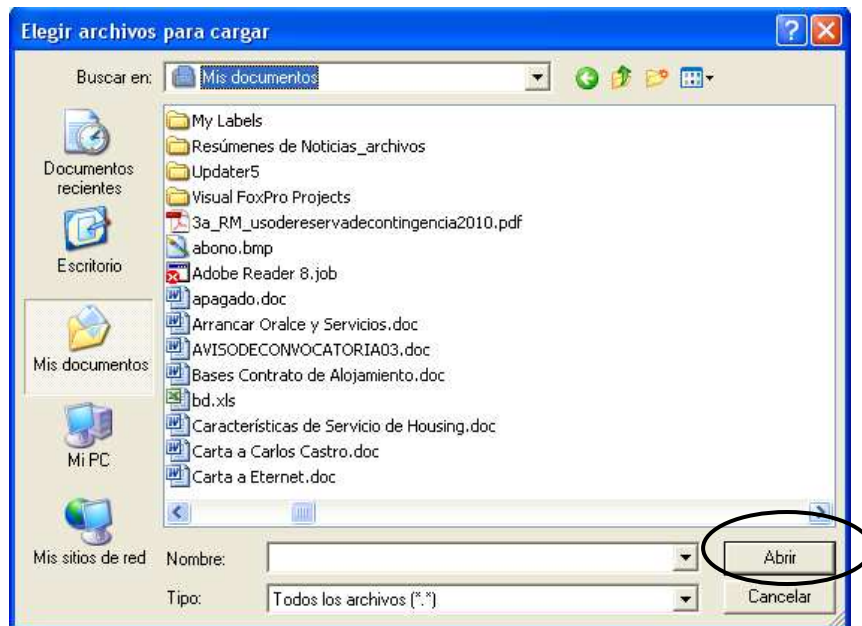 Elegir archivos para cargar
Buscar en: Mis documentos
Documentos
recientes
Escritorio
Mis documentos
Mi PC
Mis sitios de red
My Labels
Resúmenes de Noticias_archivos
Updater5
Visual FoxPro Projects
3a_RM_usodereservadecontingencia2010.pdf
abono.bmp
Adobe Reader 8.job
apagado.doc
Arrancar Oralce y Servicios.doc
AVISODECONVOCATORIA03.doc
Bases Contrato de Alojamiento.doc
bd.xls
Características de Servicio de Housing.doc
Carta a Carlos Castro.doc
Carta a Eternet.doc
Nombre: Abrir
Tipo: Todos los archivos (*.*) Cancelar